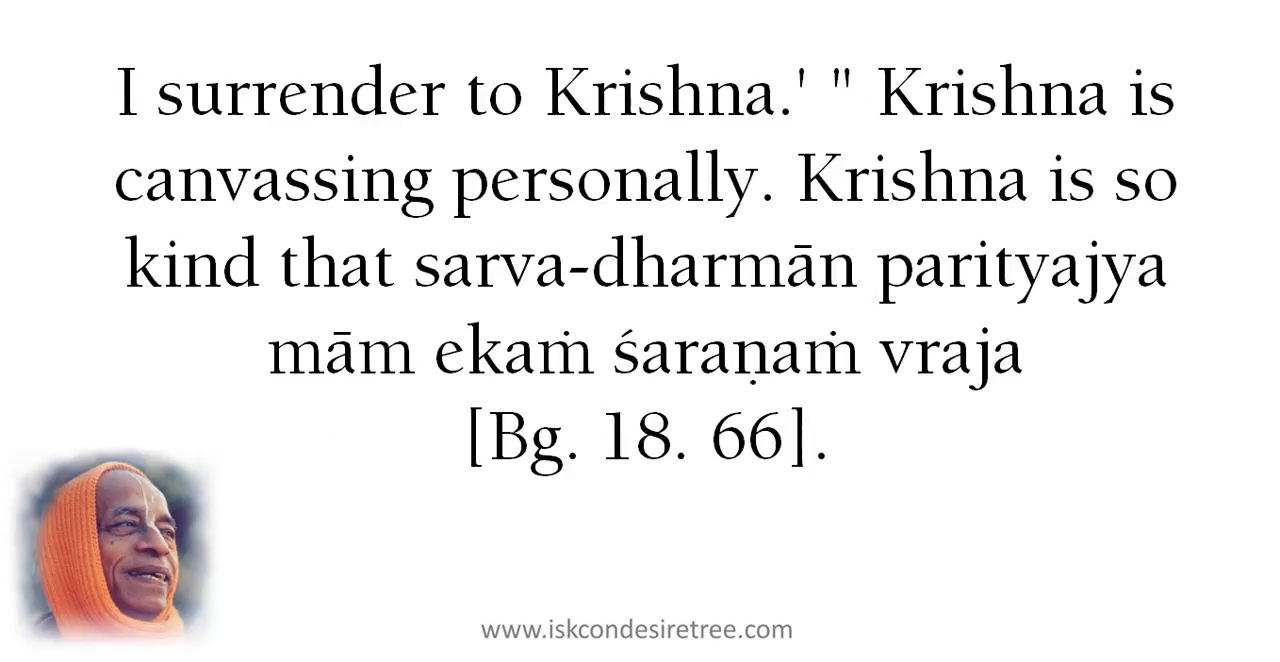 I surrender to Krishna.' " Krishna is
canvassing personally. Krishna is so
kind that sarva-dharmān parityajya
mām ekaṁ śaraṇaṁ vraja
[Bg. 18. 66].
www.iskcondesiretree.com